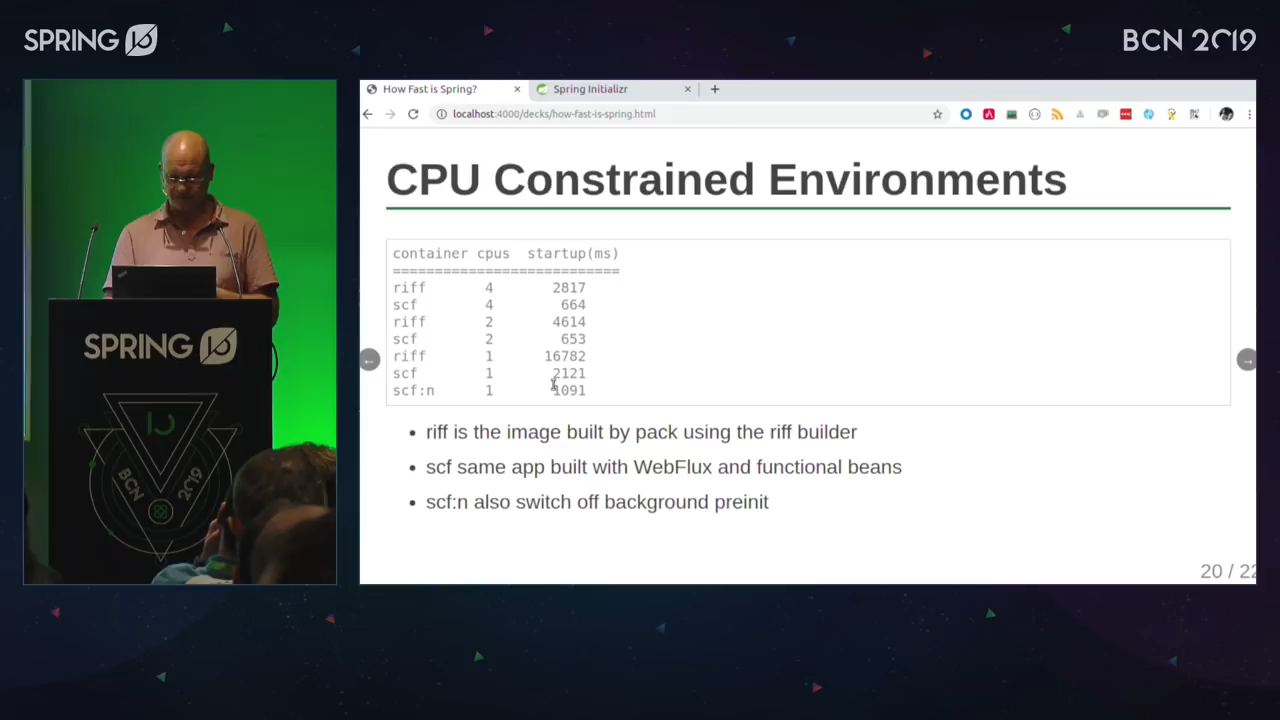 SPRING IO
BCN 2019
How Fast is Spring?
Spring Initializr
localhost:4000/decks/how-fast-is-spring.html
CPU Constrained Environments
container cpus startup(ms)
===========================
riff 4 2817
scf 4 664
riff 2 4614
scf 2 653
riff 1 16782
scf 1 2121
scf:n 1 1091
• riff is the image built by pack using the riff builder
• scf same app built with WebFlux and functional beans
• scf:n also switch off background preinit
20 / 22
SPRING IO
IO
BCN 2019